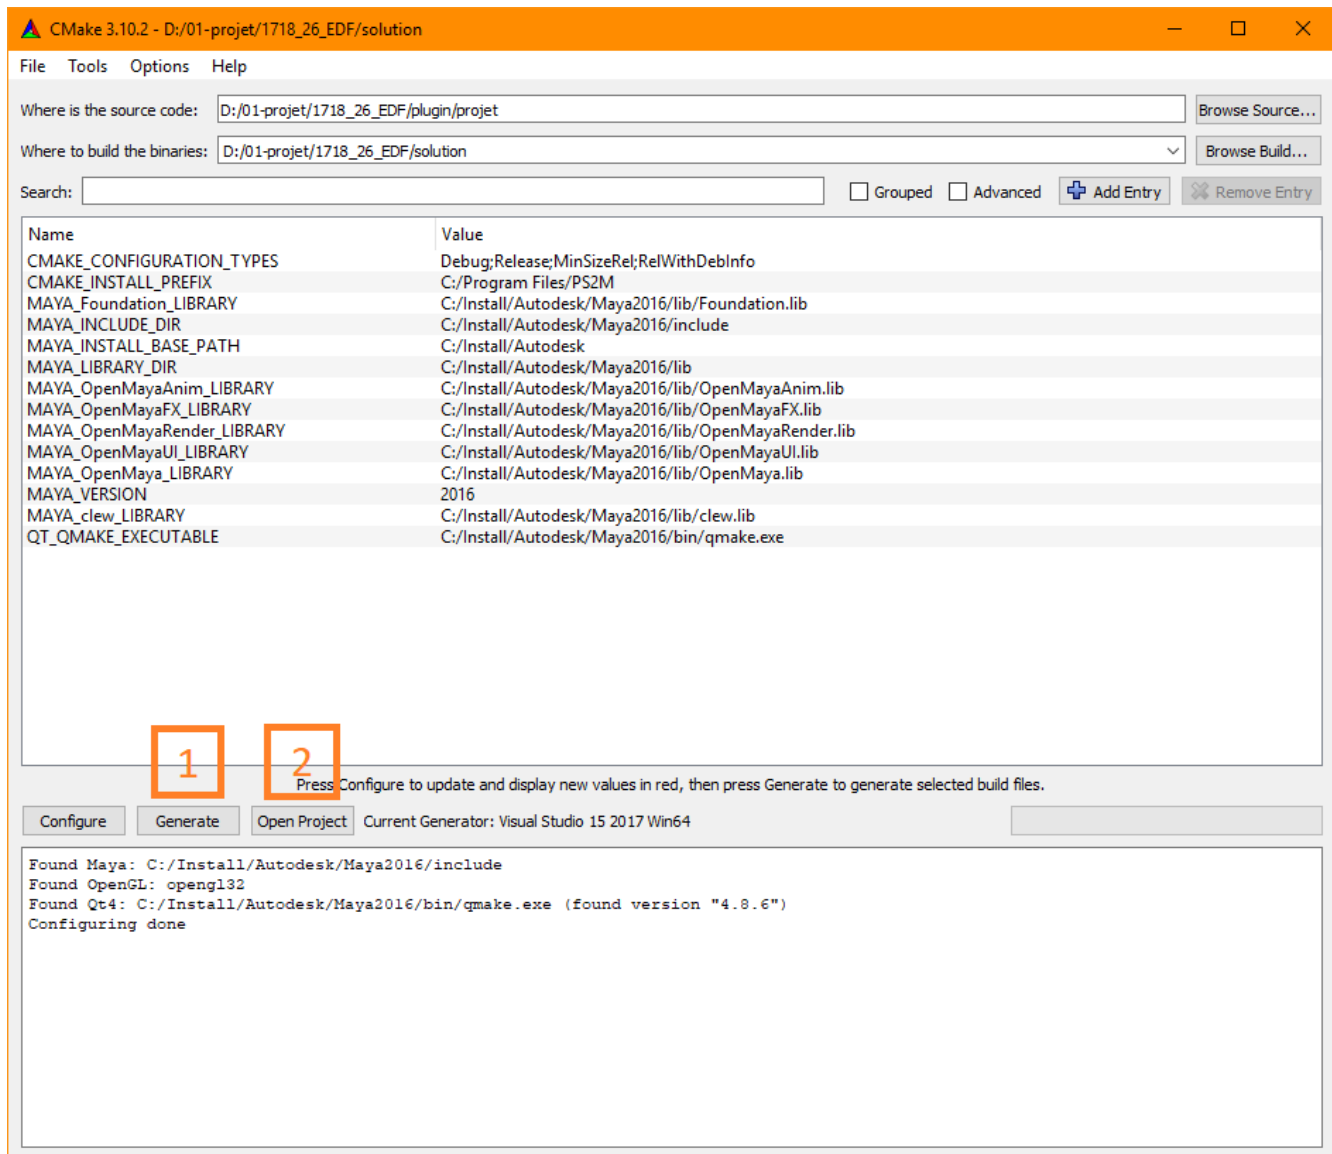 CMake 3.10.2 - D:/01-projet/1718_26_EDF/solution
File Tools Options Help
Where is the source code: D:/01-projet/1718_26_EDF/plugin/projet Browse Source...
Where to build the binaries: D:/01-projet/1718_26_EDF/solution Browse Build...
Search: Grouped Advanced Add Entry Remove Entry
Name Value
CMAKE_CONFIGURATION_TYPES Debug;Release;MinSizeRel;RelWithDebInfo
CMAKE_INSTALL_PREFIX C:/Program Files/PS2M
MAYA_Foundation_LIBRARY C:/Install/Autodesk/Maya2016/lib/Foundation.lib
MAYA_INCLUDE_DIR C:/Install/Autodesk/Maya2016/include
MAYA_INSTALL_BASE_PATH C:/Install/Autodesk
MAYA_LIBRARY_DIR C:/Install/Autodesk/Maya2016/lib
MAYA_OpenMayaAnim_LIBRARY C:/Install/Autodesk/Maya2016/lib/OpenMayaAnim.lib
MAYA_OpenMayaFX_LIBRARY C:/Install/Autodesk/Maya2016/lib/OpenMayaFX.lib
MAYA_OpenMayaRender_LIBRARY C:/Install/Autodesk/Maya2016/lib/OpenMayaRender.lib
MAYA_OpenMayaUI_LIBRARY C:/Install/Autodesk/Maya2016/lib/OpenMayaUI.lib
MAYA_OpenMaya_LIBRARY C:/Install/Autodesk/Maya2016/lib/OpenMaya.lib
MAYA_VERSION 2016
MAYA_clew_LIBRARY C:/Install/Autodesk/Maya2016/lib/clew.lib
QT_QMAKE_EXECUTABLE C:/Install/Autodesk/Maya2016/bin/qmake.exe
1 2
Press Configure to update and display new values in red, then press Generate to generate selected build files.
Configure Generate Open Project Current Generator: Visual Studio 15 2017 Win64
Found Maya: C:/Install/Autodesk/Maya2016/include
Found OpenGL: opengl32
Found Qt4: C:/Install/Autodesk/Maya2016/bin/qmake.exe (found version "4.8.6")
Configuring done